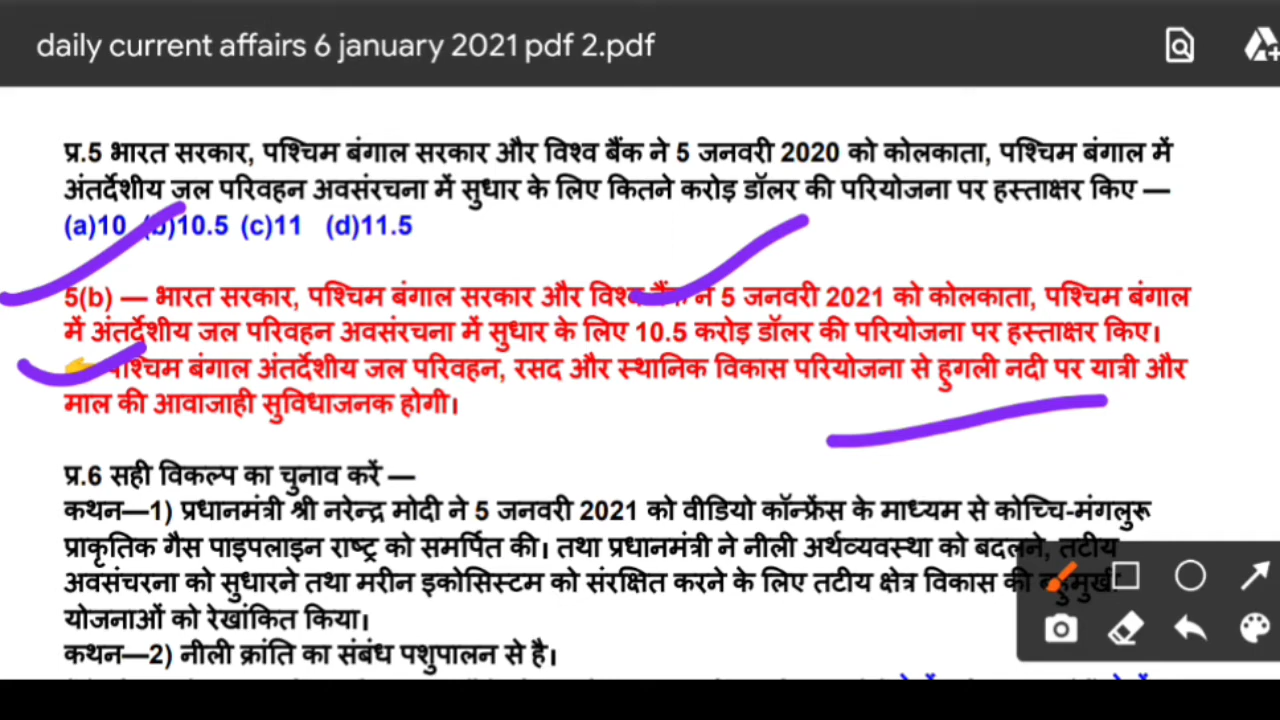 daily current affairs 6 january 2021 pdf 2.pdf
प्र.5 भारत सरकार, पश्चिम बंगाल सरकार और विश्व बैंक ने 5 जनवरी 2020 को कोलकाता, पश्चिम बंगाल में
अंतर्देशीय जल परिवहन अवसंरचना में सुधार के लिए कितने करोड़ डॉलर की परियोजना पर हस्ताक्षर किए —
(a)10 (b)10.5 (c)11 (d)11.5
5(b) — भारत सरकार, पश्चिम बंगाल सरकार और विश्व बैंक ने 5 जनवरी 2021 को कोलकाता, पश्चिम बंगाल
में अंतर्देशीय जल परिवहन अवसंरचना में सुधार के लिए 10.5 करोड़ डॉलर की परियोजना पर हस्ताक्षर किए।
पश्चिम बंगाल अंतर्देशीय जल परिवहन, रसद और स्थानिक विकास परियोजना से हुगली नदी पर यात्री और
माल की आवाजाही सुविधाजनक होगी।
प्र.6 सही विकल्प का चुनाव करें —
कथन—1) प्रधानमंत्री श्री नरेन्द्र मोदी ने 5 जनवरी 2021 को वीडियो कॉन्फ्रेंस के माध्यम से कोच्चि-मंगलुरू
प्राकृतिक गैस पाइपलाइन राष्ट्र को समर्पित की। तथा प्रधानमंत्री ने नीली अर्थव्यवस्था को बदलने, तटीय
अवसंचरना को सुधारने तथा मरीन इकोसिस्टम को संरक्षित करने के लिए तटीय क्षेत्र विकास की बहुमुखी
योजनाओं को रेखांकित किया।
कथन—2) नीली क्रांति का संबंध पशुपालन से है।